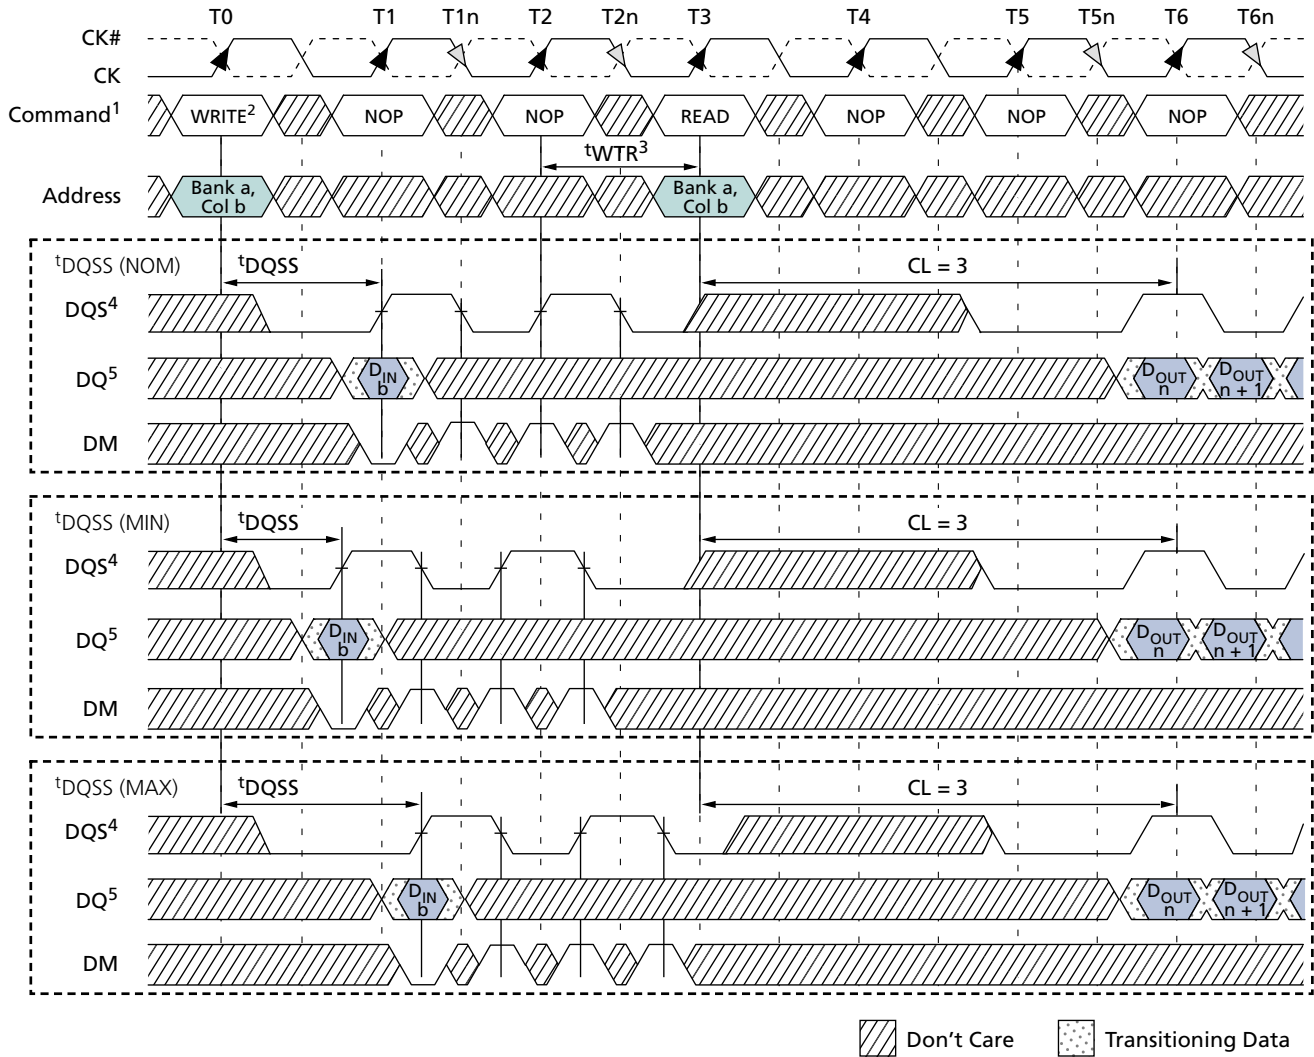 T0 T1 T1n T2 T2n T3 T4 T5 T5n T6 T6n
CK#
CK
Command1 WRITE2 NOP NOP READ NOP NOP NOP
tWTR3
Address Bank a, Col b Bank a, Col b
tDQSS (NOM) tDQSS CL = 3
DQS4
DQ5 DIN b DOUT n DOUT n + 1
DM
tDQSS (MIN) tDQSS CL = 3
DQS4
DQ5 DIN b DOUT n DOUT n + 1
DM
tDQSS (MAX) tDQSS CL = 3
DQS4
DQ5 DIN b DOUT n DOUT n + 1
DM
Don't Care Transitioning Data